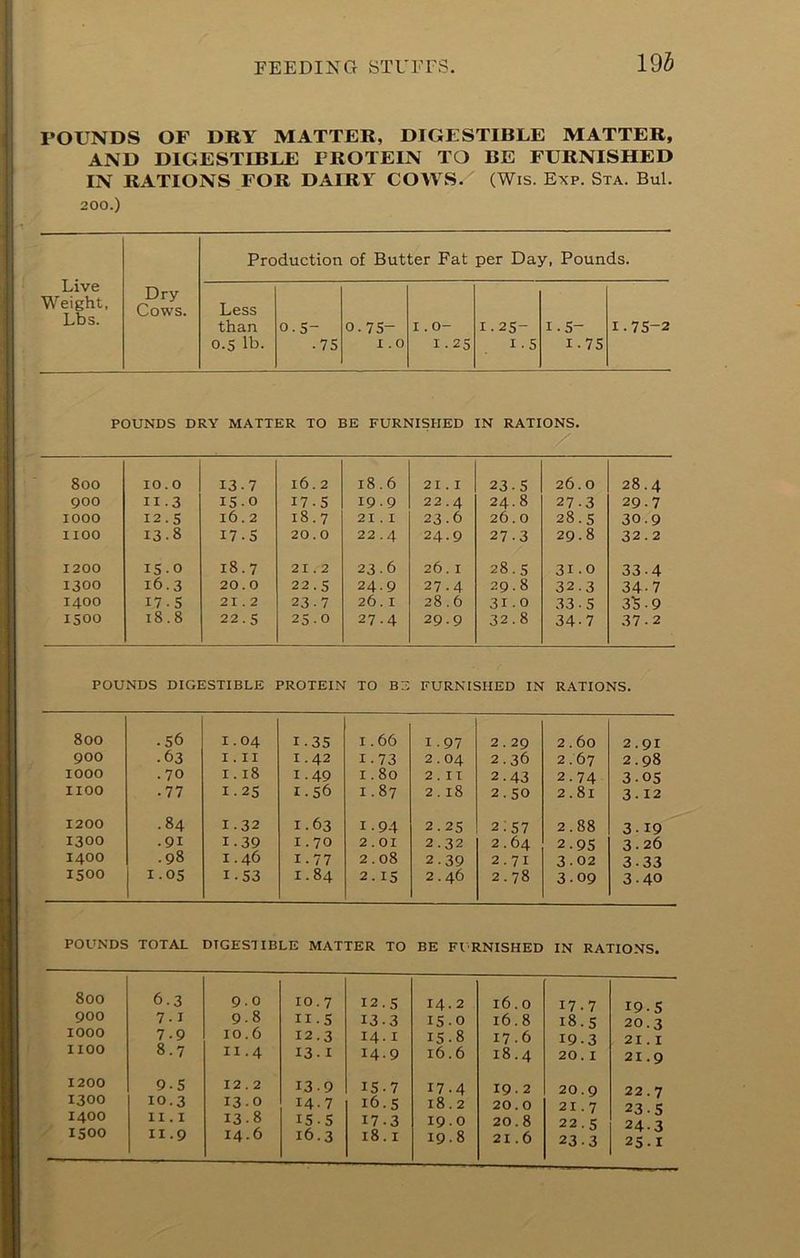 FEEDING STUFFS. 195
POUNDS OF DRY MATTER, DIGESTIBLE MATTER,
AND DIGESTIBLE PROTEIN TO BE FURNISHED
IN RATIONS FOR DAIRY COWS. (Wis. Exp. Sta. Bul.
200.)
Live Weight, Lbs. Dry Cows. Production of Butter Fat per Day, Pounds.
Less than 0.5 lb. 0.5-.75 0.75-1.0 1.0-1.25 1.25-1.5 1.5-1.75 1.75-2
POUNDS DRY MATTER TO BE FURNISHED IN RATIONS.
800 10.0 13.7 16.2 18.6 21.1 23.5 26.0 28.4
900 11.3 15.0 17.5 19.9 22.4 24.8 27.3 29.7
1000 12.5 16.2 18.7 21.1 23.6 26.0 28.5 30.9
1100 13.8 17.5 20.0 22.4 24.9 27.3 29.8 32.2
1200 15.0 18.7 21.2 23.6 26.1 28.5 31.0 33.4
1300 16.3 20.0 22.5 24.9 27.4 29.8 32.3 34.7
1400 17.5 21.2 23.7 26.1 28.6 31.0 33.5 35.9
1500 18.8 22.5 25.0 27.4 29.9 32.8 34.7 37.2
POUNDS DIGESTIBLE PROTEIN TO BE FURNISHED IN RATIONS.
800 .56 1.04 1.35 1.66 1.97 2.29 2.60 2.91
900 .63 1.11 1.42 1.73 2.04 2.36 2.67 2.98
1000 .70 1.18 1.49 1.80 2.11 2.43 2.74 3.05
1100 .77 1.25 1.56 1.87 2.18 2.50 2.81 3.12
1200 .84 1.32 1.63 1.94 2.25 2.57 2.88 3.19
1300 .91 1.39 1.70 2.01 2.32 2.64 2.95 3.26
1400 .98 1.46 1.77 2.08 2.39 2.71 3.02 3.33
1500 1.05 1.53 1.84 2.15 2.46 2.78 3.09 3.40
POUNDS TOTAL DIGESTIBLE MATTER TO BE FURNISHED IN RATIONS.
800 6.3 9.0 10.7 12.5 14.2 16.0 17.7 19.5
900 7.1 9.8 11.5 13.3 15.0 16.8 18.5 20.3
1000 7.9 10.6 12.3 14.1 15.8 17.6 19.3 21.1
1100 8.7 11.4 13.1 14.9 16.6 18.4 20.1 21.9
1200 9.5 12.2 13.9 15.7 17.4 19.2 20.9 22.7
1300 10.3 13.0 14.7 16.5 18.2 20.0 21.7 23.5
1400 11.1 13.8 15.5 17.3 19.0 20.8 22.5 24.3
1500 11.9 14.6 16.3 18.1 19.8 21.6 23.3 25.1